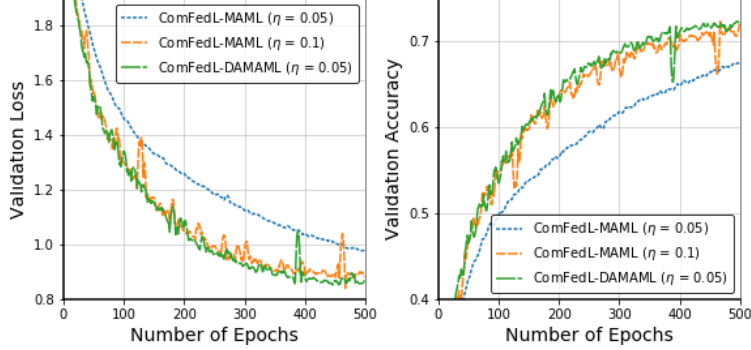 1.8
1.6
1.4
1.2
1.0
0.8
Validation Loss
ComFedL-MAML (η = 0.05)
ComFedL-MAML (η = 0.1)
ComFedL-DAMAML (η = 0.05)
0 100 200 300 400 500
Number of Epochs
0.7
0.6
0.5
0.4
Validation Accuracy
ComFedL-MAML (η = 0.05)
ComFedL-MAML (η = 0.1)
ComFedL-DAMAML (η = 0.05)
0 100 200 300 400 500
Number of Epochs